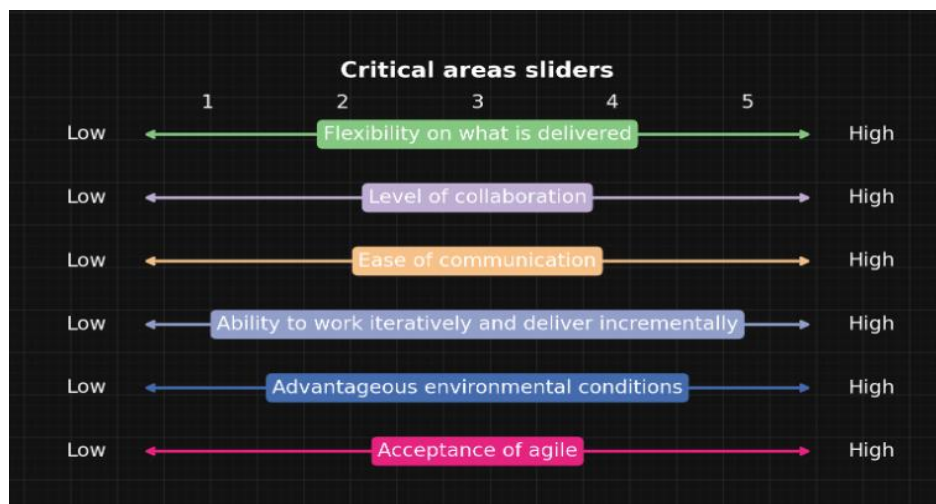 Critical areas sliders
1 2 3 4 5
Low Flexibility on what is delivered High
Low Level of collaboration High
Low Ease of communication High
Low Ability to work iteratively and deliver incrementally High
Low Advantageous environmental conditions High
Low Acceptance of agile High